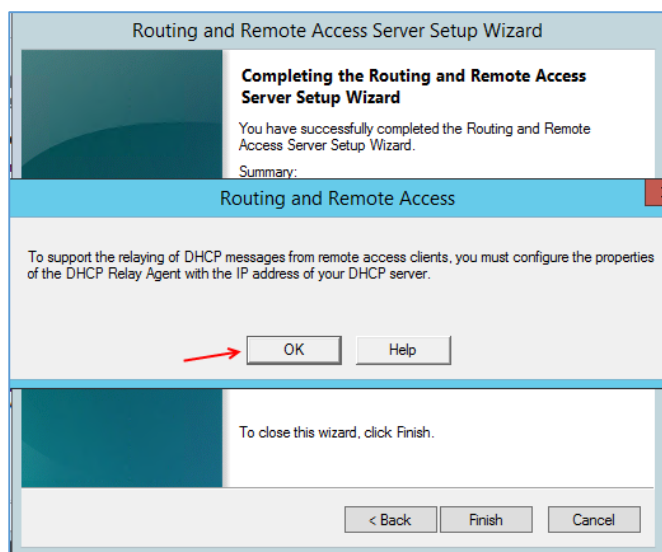 Routing and Remote Access Server Setup Wizard
Completing the Routing and Remote Access
Server Setup Wizard
You have successfully completed the Routing and Remote
Access Server Setup Wizard.
Summary:
Routing and Remote Access
To support the relaying of DHCP messages from remote access clients, you must configure the properties
of the DHCP Relay Agent with the IP address of your DHCP server.
OK
Help
To close this wizard, click Finish.
< Back
Finish
Cancel